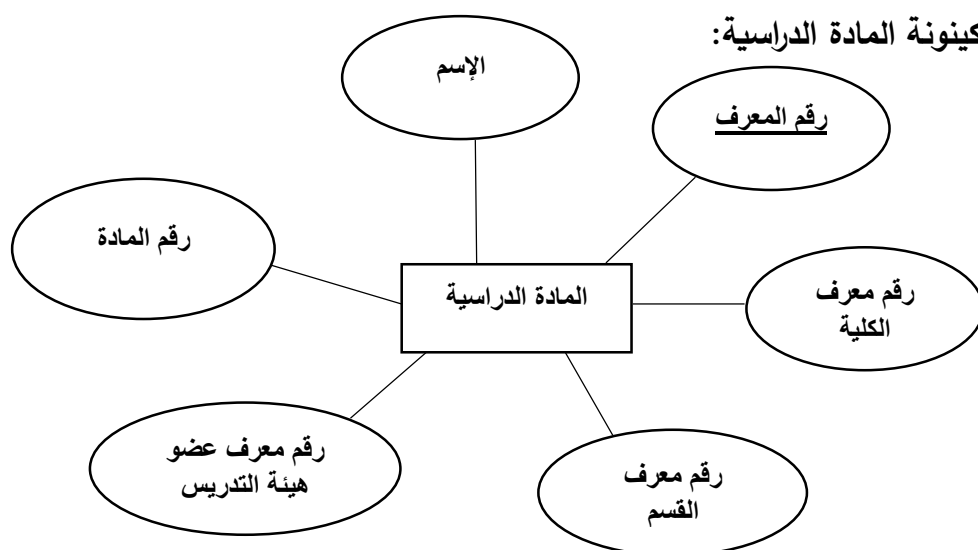 كينونة المادة الدراسية:
الإسم
رقم المعرف
رقم المادة
المادة الدراسية
رقم معرف
الكلية
رقم معرف عضو
هيئة التدريس
رقم معرف
القسم